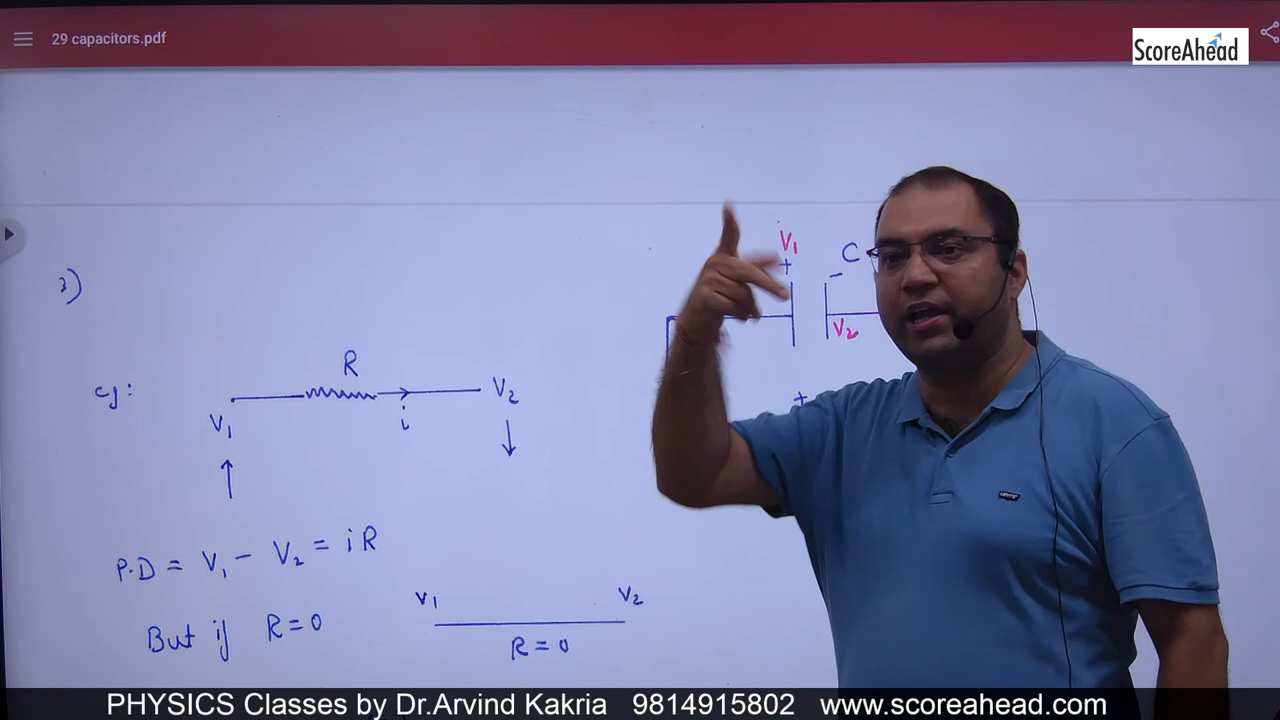 29 capacitors.pdf
ScoreAhead
V₁
+
-
C
V₂
+
eg:
R
V₁
i
V₂
P.D = V₁ - V₂ = iR
But if R = 0
V₁
V₂
R = 0
LEVI'S
PHYSICS Classes by Dr.Arvind Kakria 9814915802 www.scoreahead.com